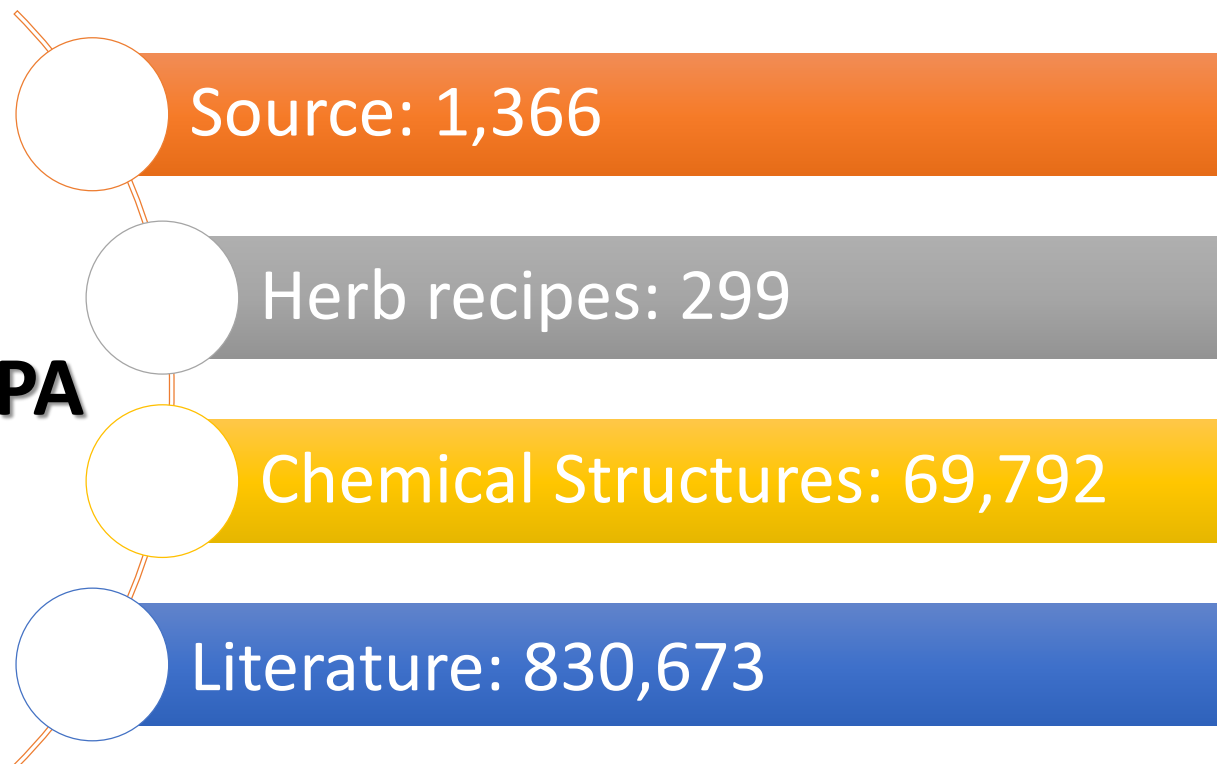 Source: 1,366
Herb recipes: 299
PA
Chemical Structures: 69,792
Literature: 830,673